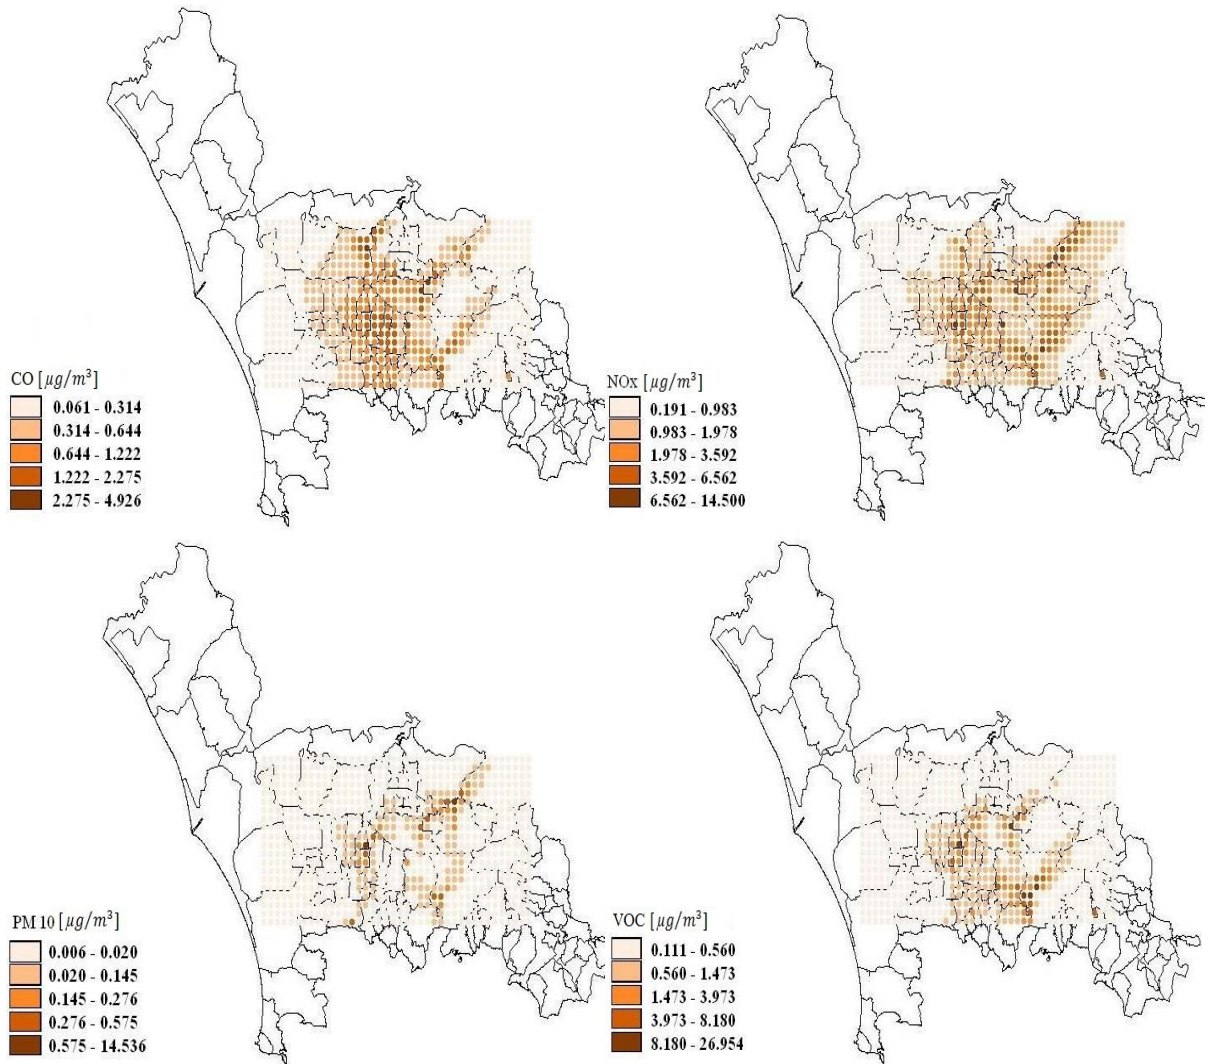 CO [μg/m³]
0.061 - 0.314
0.314 - 0.644
0.644 - 1.222
1.222 - 2.275
2.275 - 4.926
NOx [μg/m³]
0.191 - 0.983
0.983 - 1.978
1.978 - 3.592
3.592 - 6.562
6.562 - 14.500
PM 10 [μg/m³]
0.006 - 0.020
0.020 - 0.145
0.145 - 0.276
0.276 - 0.575
0.575 - 14.536
VOC [μg/m³]
0.111 - 0.560
0.560 - 1.473
1.473 - 3.973
3.973 - 8.180
8.180 - 26.954